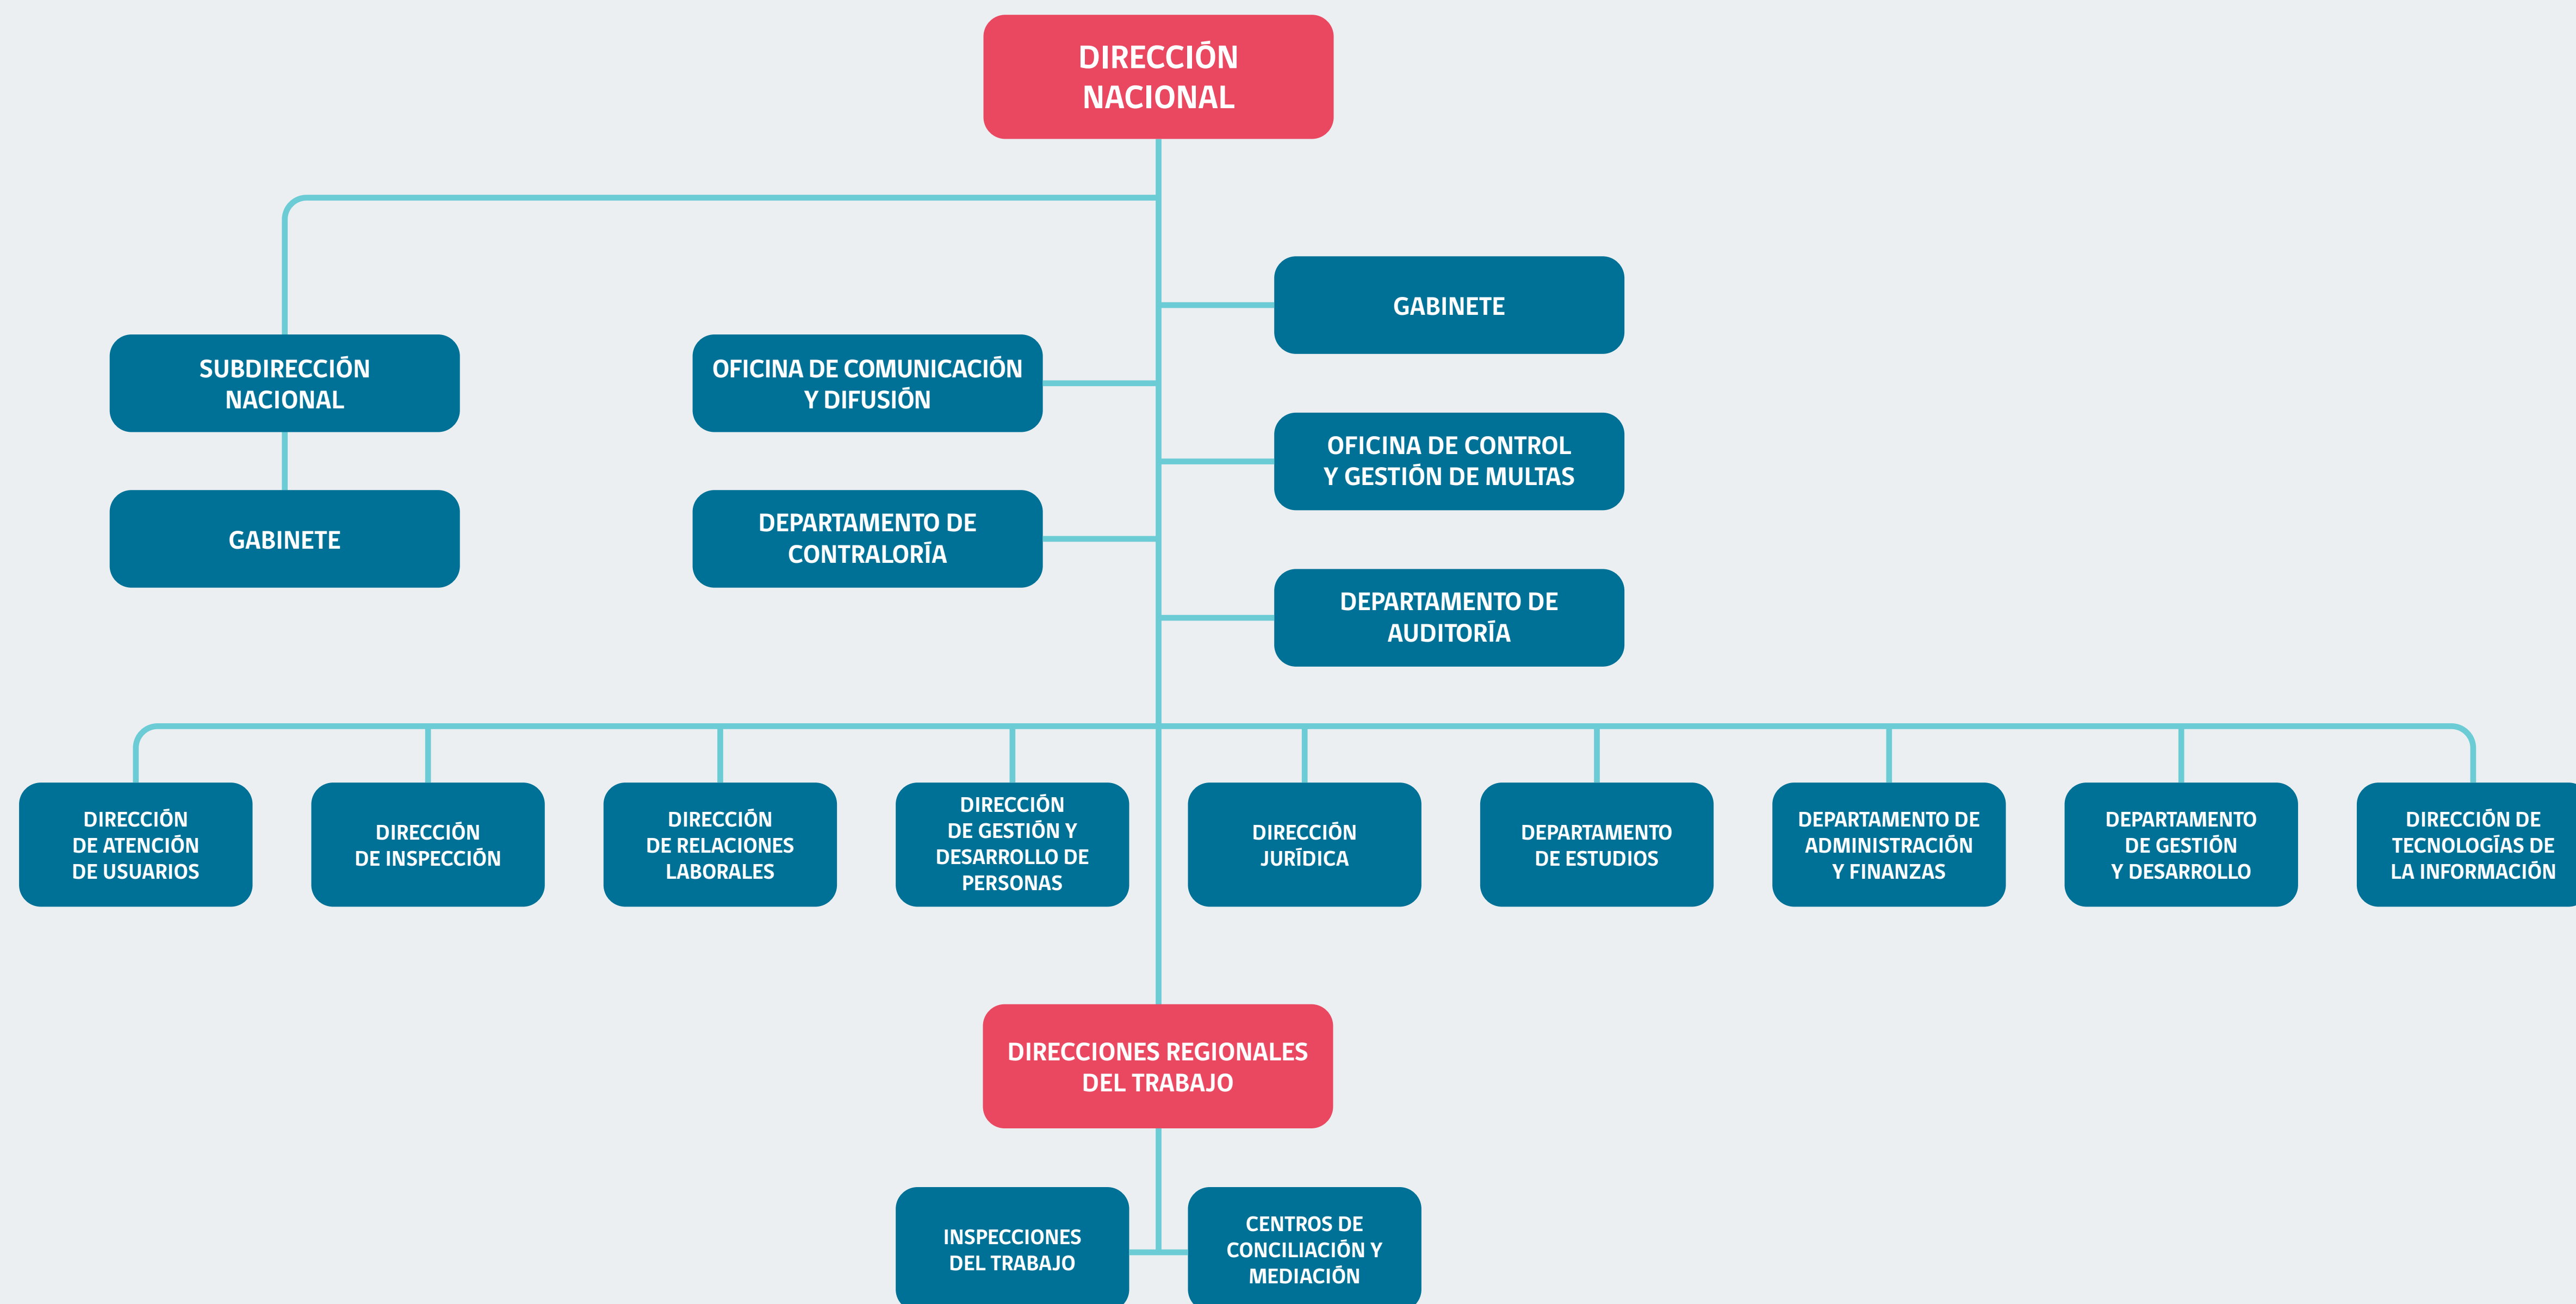 DIRECCIÓN
NACIONAL
GABINETE
SUBDIRECCIÓN
NACIONAL
OFICINA DE COMUNICACIÓN
Y DIFUSIÓN
OFICINA DE CONTROL
Y GESTIÓN DE MULTAS
GABINETE
DEPARTAMENTO DE
CONTRALORÍA
DEPARTAMENTO DE
AUDITORÍA
DIRECCIÓN
DE ATENCIÓN
DE USUARIOS
DIRECCIÓN
DE INSPECCIÓN
DIRECCIÓN
DE RELACIONES
LABORALES
DIRECCIÓN
DE GESTIÓN Y
DESARROLLO DE
PERSONAS
DIRECCIÓN
JURÍDICA
DEPARTAMENTO
DE ESTUDIOS
DEPARTAMENTO DE
ADMINISTRACIÓN
Y FINANZAS
DEPARTAMENTO
DE GESTIÓN
Y DESARROLLO
DIRECCIÓN DE
TECNOLOGÍAS DE
LA INFORMACIÓN
DIRECCIONES REGIONALES
DEL TRABAJO
INSPECCIONES
DEL TRABAJO
CENTROS DE
CONCILIACIÓN Y
MEDIACIÓN